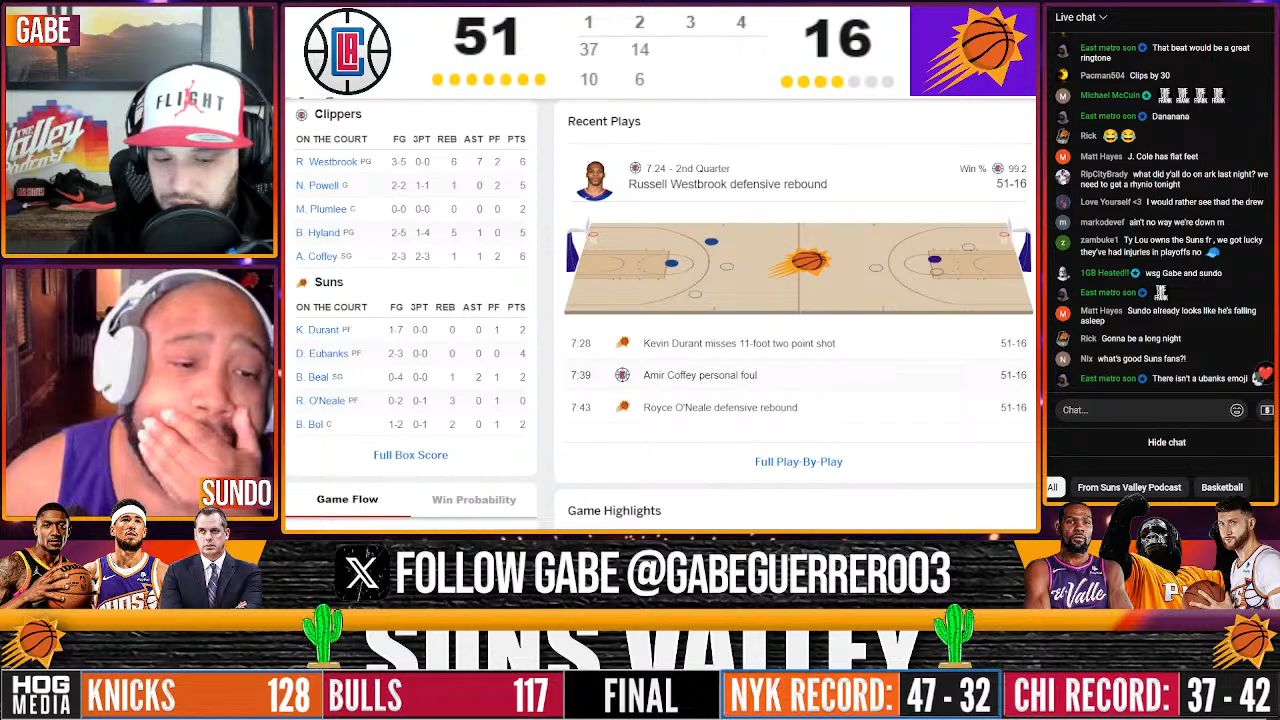 GABE
FLIGHT
THE
Valley
PODCAST
SUNDO
LA
51
1 2 3 4
37 14
10 6
16
Clippers
ON THE COURT FG 3PT REB AST PF PTS
R Westbrook PG 3-5 0-0 6 7 2 6
N. Powell G 2-2 1-1 1 0 2 5
M. Plumlee C 0-0 0-0 0 0 0 2
B. Hyland PG 2-5 1-4 5 1 0 5
A. Coffey SG 2-3 2-3 1 1 2 6
Suns
ON THE COURT FG 3PT REB AST PF PTS
K. Durant PF 1-7 0-0 0 0 1 2
D. Eubanks PF 2-3 0-0 0 0 0 4
B. Beal SG 0-4 0-0 1 2 1 2
R. O'Neale PF 0-2 0-1 3 0 1 0
B. Bol C 1-2 0-1 2 0 1 2
Full Box Score
Game Flow
Win Probability
Recent Plays
7:24 - 2nd Quarter
Win % 99.2
Russell Westbrook defensive rebound
51-16
7:28 Kevin Durant misses 11-foot two point shot 51-16
7:39 Amir Coffey personal foul 51-16
7:43 Royce O'Neale defensive rebound 51-16
Full Play-By-Play
Game Highlights
Live chat
East metro son That beat would be a great
ringtone
Pacman504 Clips by 30
Michael McCuin
East metro son Dananana
Rick
Matt Hayes J. Cole has flat feet
RipCityBrady what did y'all do on ark last night? we
need to get a rhynio tonight
Love Yourself <3 I would rather see thad the drew
markodevef ain't no way we're down rn
zambuke1 Ty Lou owns the Suns fr , we got lucky
they've had injuries in playoffs no
1GB Heated!! wsg Gabe and sundo
East metro son
Matt Hayes Sundo already looks like he's falling
asleep
Rick Gonna be a long night
Nix what's good Suns fans?!
East metro son There isn't a ubanks emoji
Chat...
Hide chat
All
From Suns Valley Podcast
Basketball
FOLLOW GABE @GABEGUERRERO03
SUNS VALLEY
HOG
MEDIA
KNICKS 128
BULLS 117
FINAL
NYK RECORD: 47 - 32
CHI RECORD: 37 - 42